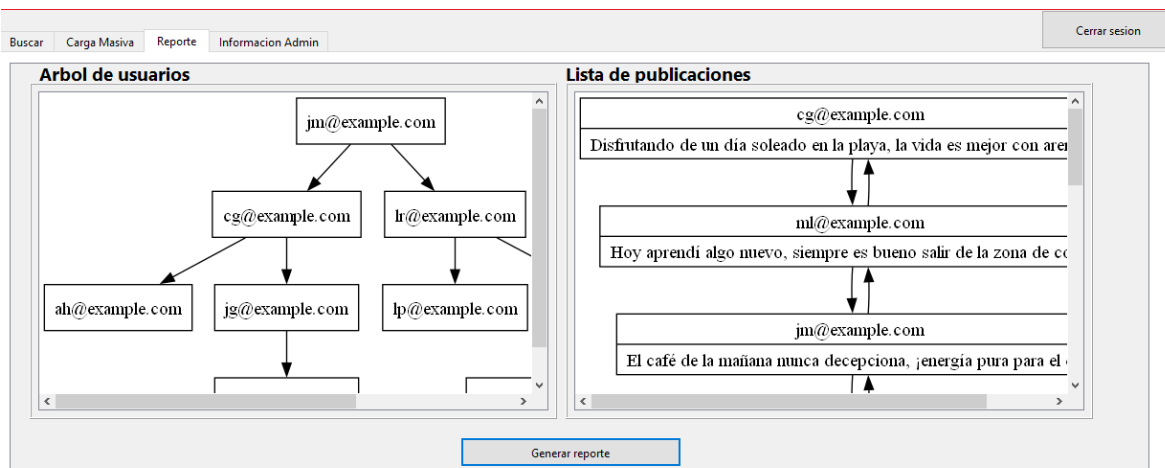 Cerrar sesion
Buscar Carga Masiva Reporte Informacion Admin
Arbol de usuarios
jm@example.com
cg@example.com lr@example.com
ah@example.com jg@example.com lp@example.com
Lista de publicaciones
cg@example.com
Disfrutando de un día soleado en la playa, la vida es mejor con
ml@example.com
Hoy aprendí algo nuevo, siempre es bueno salir de la zona de
jm@example.com
El café de la mañana nunca decepciona, ¡energía pura para el
Generar reporte